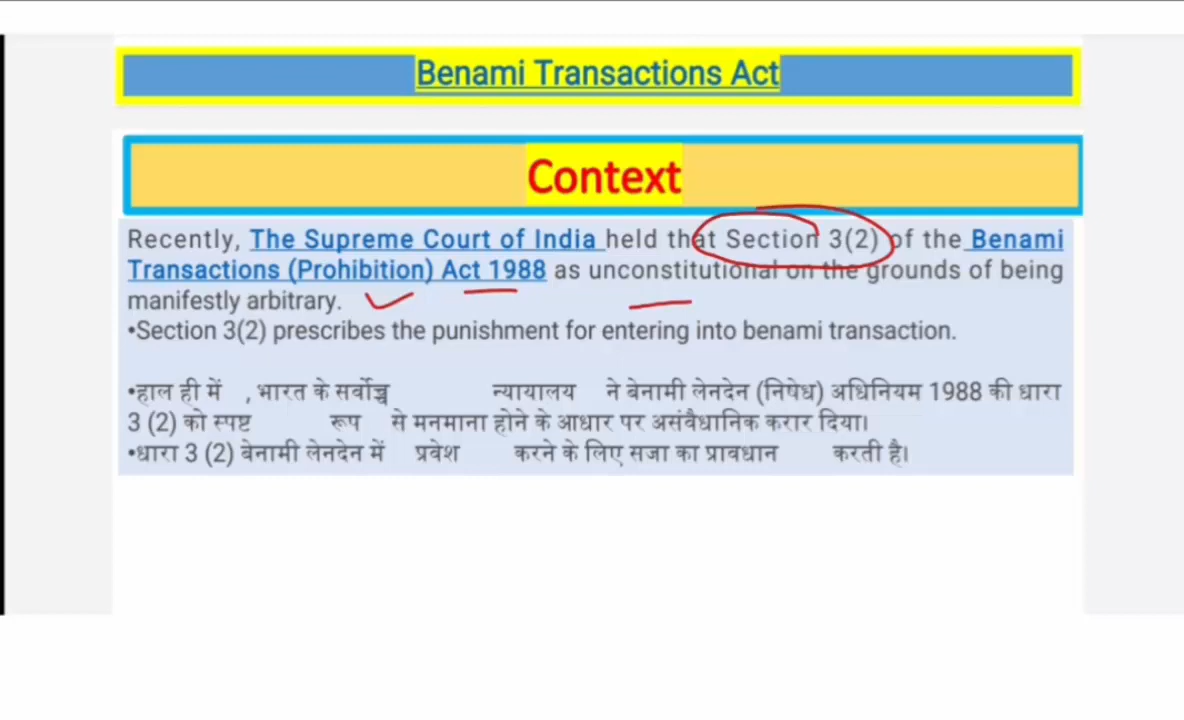 Benami Transactions Act
Context
Recently, The Supreme Court of India held that Section 3(2) of the Benami
Transactions (Prohibition) Act 1988 as unconstitutional on the grounds of being
manifestly arbitrary.
•Section 3(2) prescribes the punishment for entering into benami transaction.
•हाल ही में , भारत के सर्वोच्च न्यायालय ने बेनामी लेनदेन (निषेध) अधिनियम 1988 की धारा
3 (2) को स्पष्ट रूप से मनमाना होने के आधार पर असंवैधानिक करार दिया।
•धारा 3 (2) बेनामी लेनदेन में प्रवेश करने के लिए सजा का प्रावधान करती है।